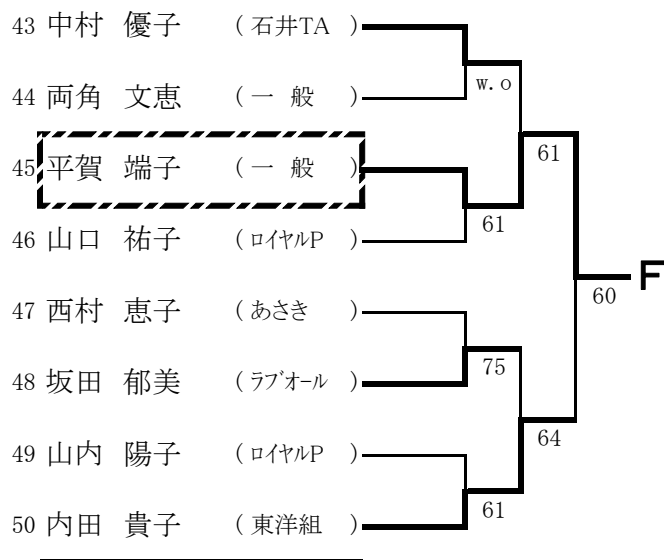 43 中村 優子 (石井TA)
w.o
44 両角 文恵 (一 般)
61
45 平賀 端子 (一 般)
61
46 山口 祐子 (ロイヤルP)
F
60
47 西村 恵子 (あさき)
75
48 坂田 郁美 (ラブオール)
64
49 山内 陽子 (ロイヤルP)
61
50 内田 貴子 (東洋組)